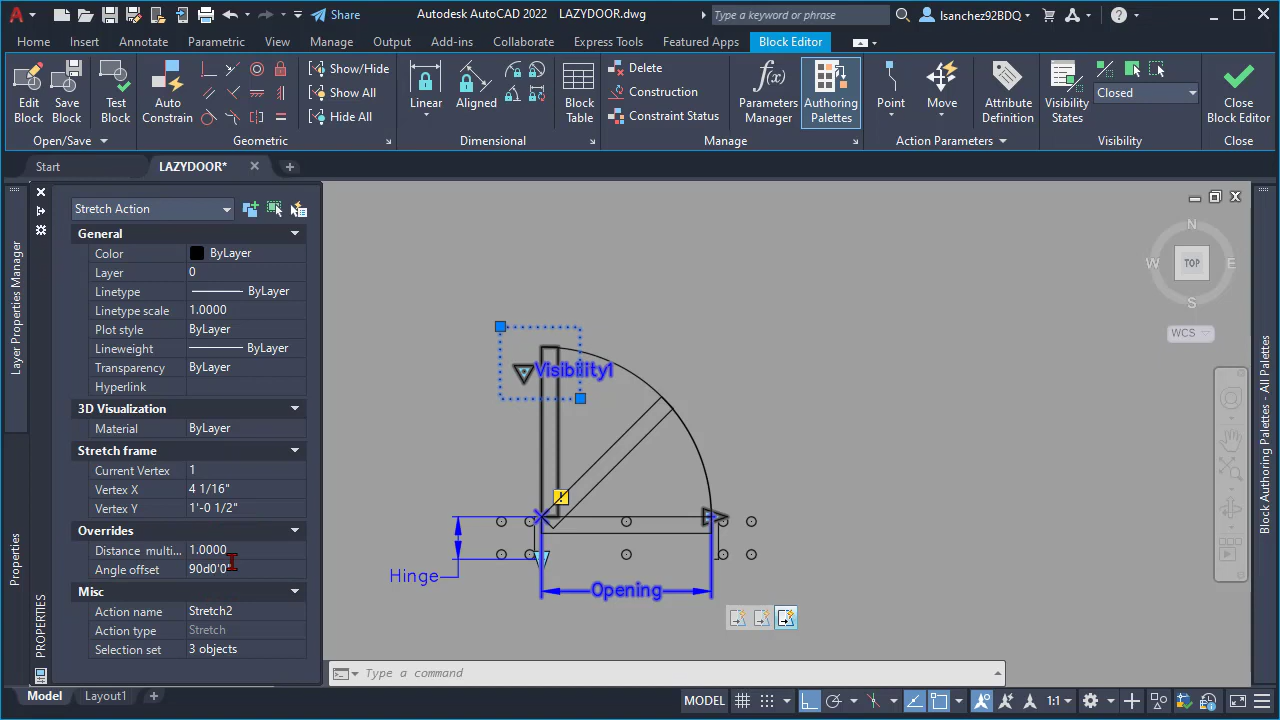 Share
Autodesk AutoCAD 2022 LAZYDOOR.dwg
Type a keyword or phrase
lsanchez92BDQ
Home Insert Annotate Parametric View Manage Output Add-ins Collaborate Express Tools Featured Apps Block Editor
Edit Block
Save Block
Test Block
Auto Constrain
Show/Hide
Show All
Hide All
Linear
Aligned
Block Table
Delete
Construction
Constraint Status
Parameters Manager
Authoring Palettes
Point
Move
Attribute Definition
Visibility States
Closed
Close Block Editor
Open/Save Geometric Dimensional Manage Action Parameters Visibility Close
Start LAZYDOOR*
Layer Properties Manager
Properties
PROPERTIES
Stretch Action
General
Color ByLayer
Layer 0
Linetype ByLayer
Linetype scale 1.0000
Plot style ByLayer
Lineweight ByLayer
Transparency ByLayer
Hyperlink
3D Visualization
Material ByLayer
Stretch frame
Current Vertex 1
Vertex X 4 1/16"
Vertex Y 1'-0 1/2"
Overrides
Distance multi... 1.0000
Angle offset 90d0'0"
Misc
Action name Stretch2
Action type Stretch
Selection set 3 objects
Visibility1
Hinge
Opening
N
W TOP E
S
WCS
Block Authoring Palettes - All Palettes
Type a command
Model Layout1
MODEL 1:1